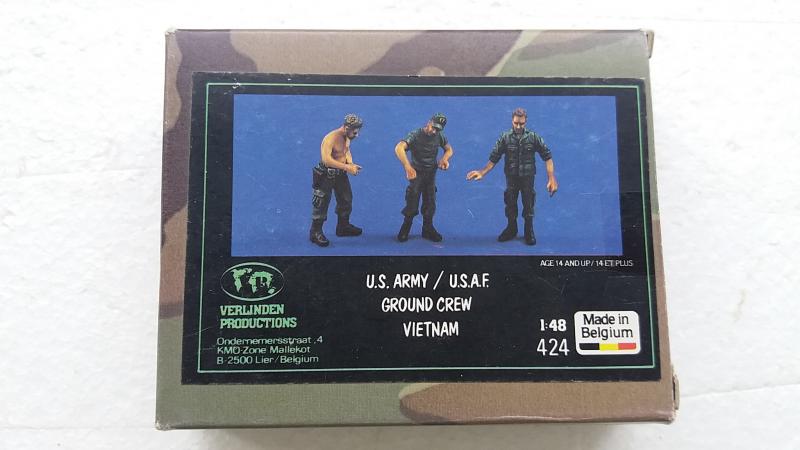 AGE 14 AND UP / 14 ET PLUS
U.S. ARMY / U.S.A.F.
GROUND CREW
VIETNAM
VP
VERLINDEN
PRODUCTIONS
Ondernemersstraat .4
KMO-Zone Mallekot
B-2500 Lier/Belgium
1:48
424
Made in
Belgium